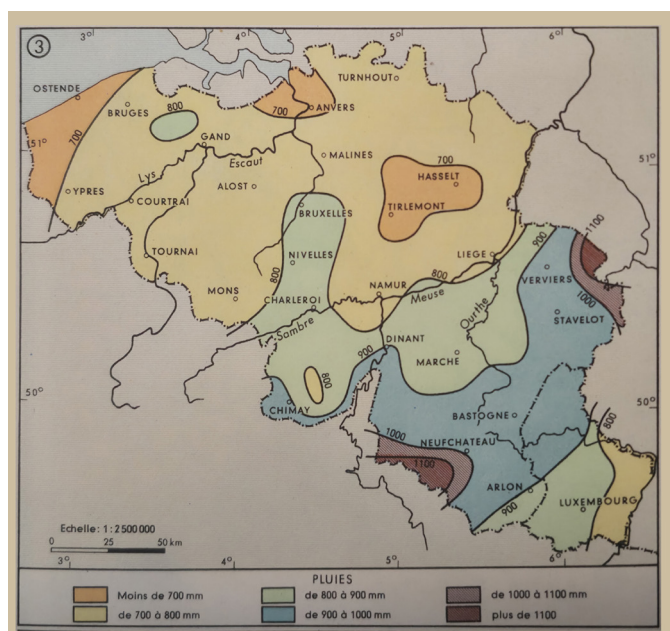 3
3° 4° 5° 6°
TURNHOUT
OSTENDE
BRUGES
800
700
ANVERS
700
51°
GAND
Escaut
MALINES
51°
Lys
700
HASSELT
YPRES
ALOST
COURTRAI
TIRLEMONT
BRUXELLES
1100
TOURNAI
NIVELLES
LIEGE
900
800
800
VERVIERS
MONS
NAMUR
Meuse
1000
CHARLEROI
Sambre
Ourthe
STAVELOT
DINANT
900
MARCHE
50°
800
CHIMAY
BASTOGNE
50°
800
1000
NEUFCHATEAU
1100
ARLON
900
LUXEMBOURG
Echelle: 1:2500000
0 25 50 km
3° 4° 5° 6°
PLUIES
Moins de 700 mm
de 800 à 900 mm
de 1000 à 1100 mm
de 700 à 800 mm
de 900 à 1000 mm
plus de 1100